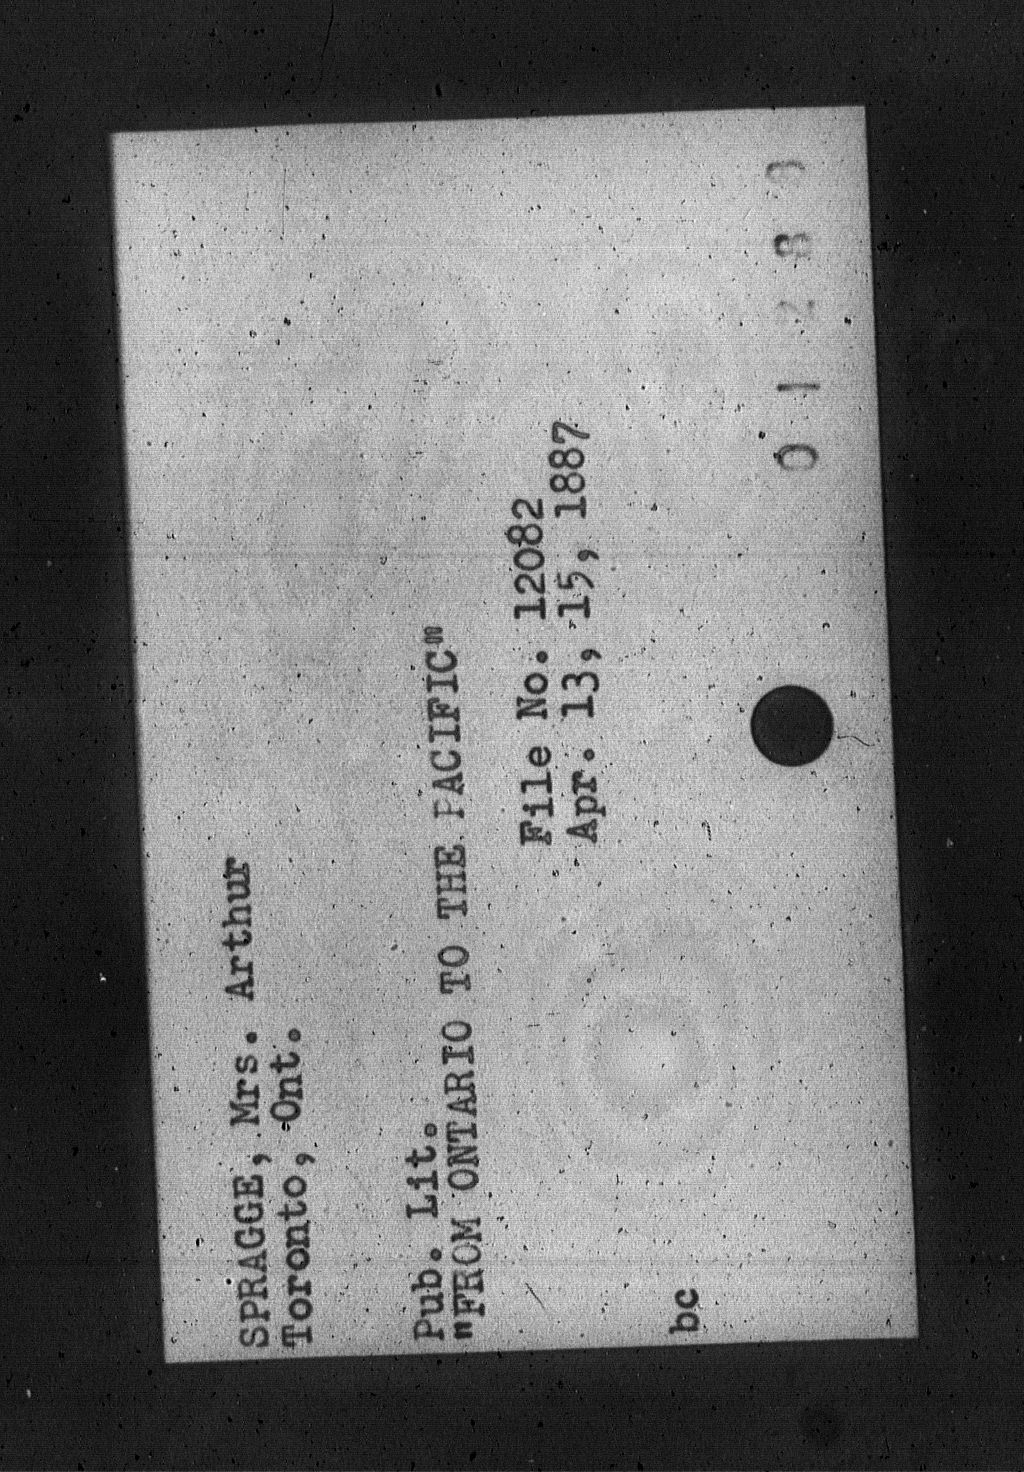 SPRAGGE, Mrs. Arthur
Toronto, Ont.
Pub. Lit.
"FROM ONTARIO TO THE PACIFIC"
File No. 12082
Apr. 13, 15, 1887
bc